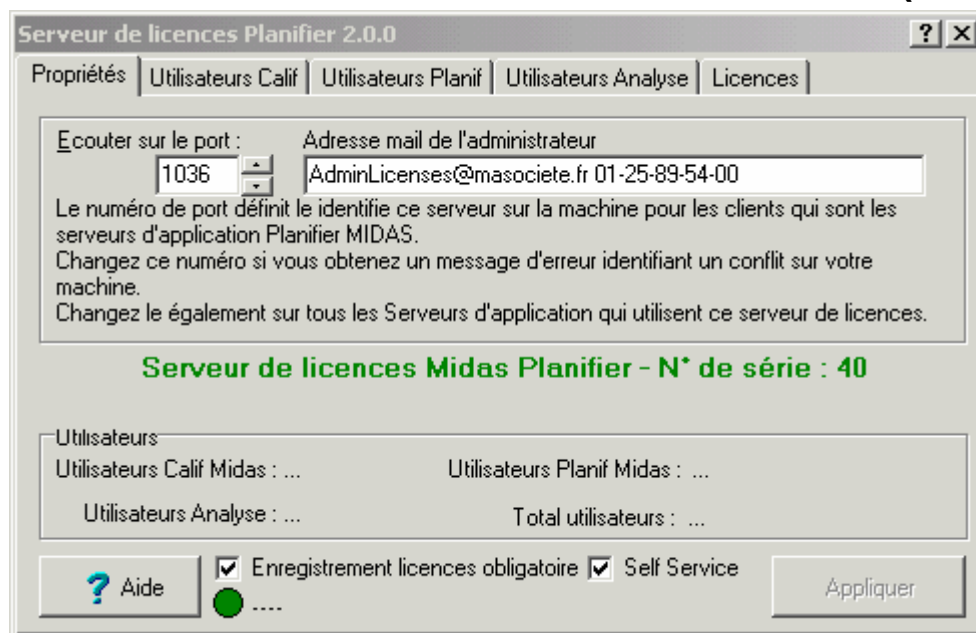 Serveur de licences Planifier 2.0.0
Propriétés Utilisateurs Calif Utilisateurs Planif Utilisateurs Analyse Licences
Ecouter sur le port : Adresse mail de l'administrateur
1036 AdminLicenses@masociete.fr 01-25-89-54-00
Le numéro de port définit le identifie ce serveur sur la machine pour les clients qui sont les
serveurs d'application Planifier MIDAS.
Changez ce numéro si vous obtenez un message d'erreur identifiant un conflit sur votre
machine.
Changez le également sur tous les Serveurs d'application qui utilisent ce serveur de licences.
Serveur de licences Midas Planifier - N° de série : 40
Utilisateurs
Utilisateurs Calif Midas : ... Utilisateurs Planif Midas : ...
Utilisateurs Analyse : ... Total utilisateurs : ...
? Aide Enregistrement licences obligatoire Self Service Appliquer
....